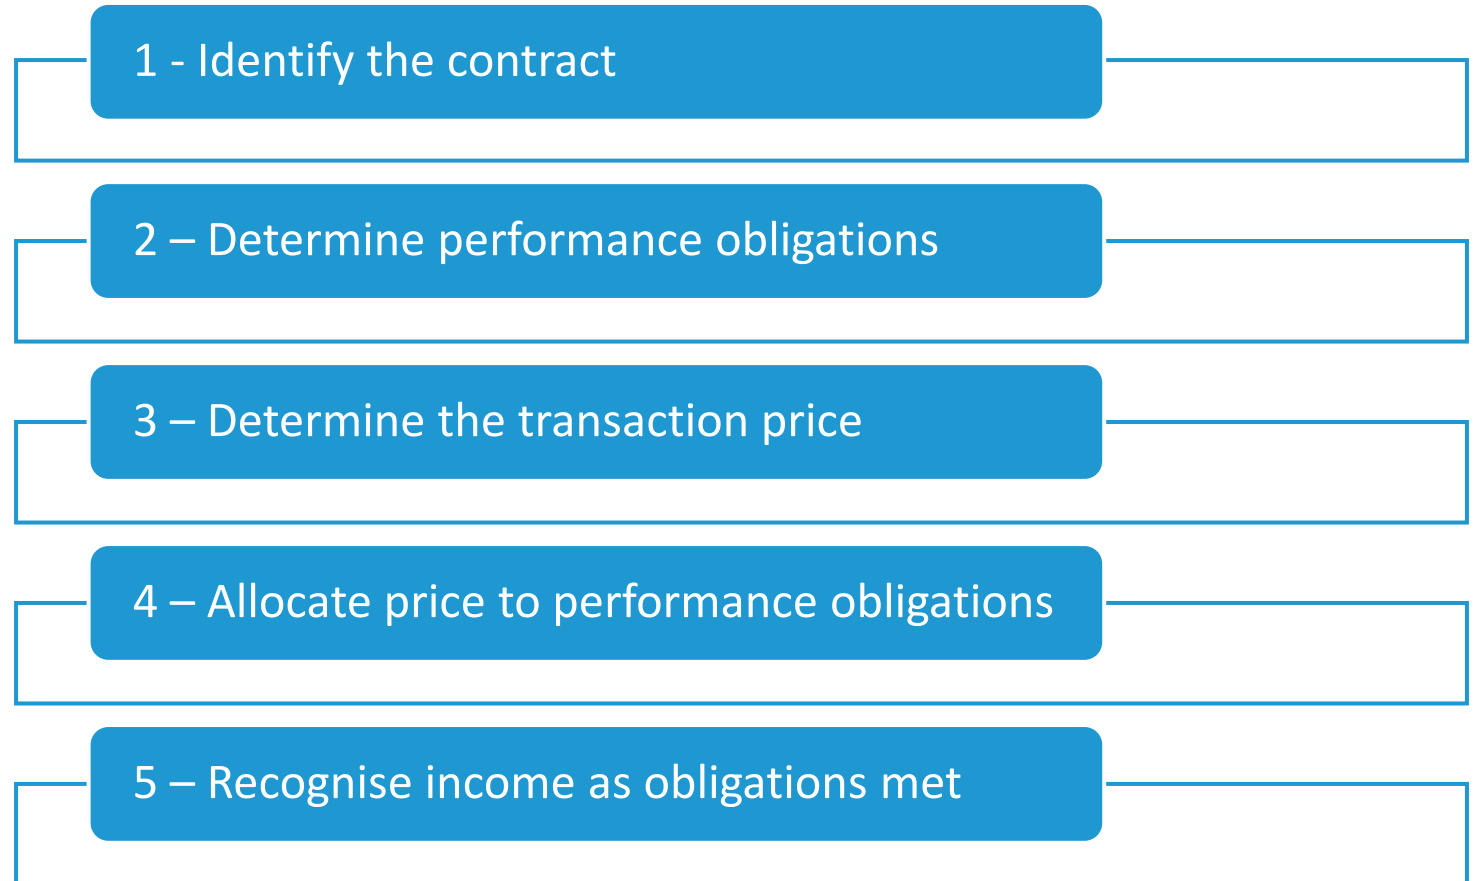 1 - Identify the contract
2 – Determine performance obligations
3 – Determine the transaction price
4 – Allocate price to performance obligations
5 – Recognise income as obligations met